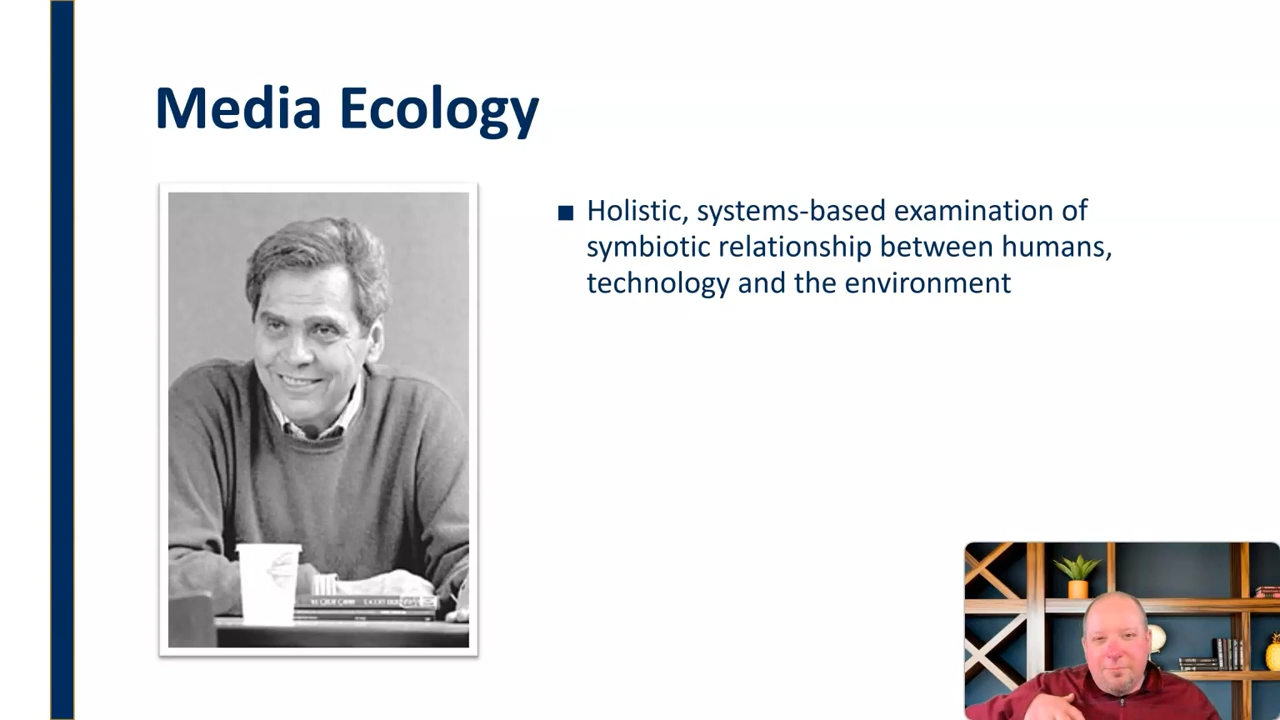 Media Ecology
■ Holistic, systems-based examination of
symbiotic relationship between humans,
technology and the environment